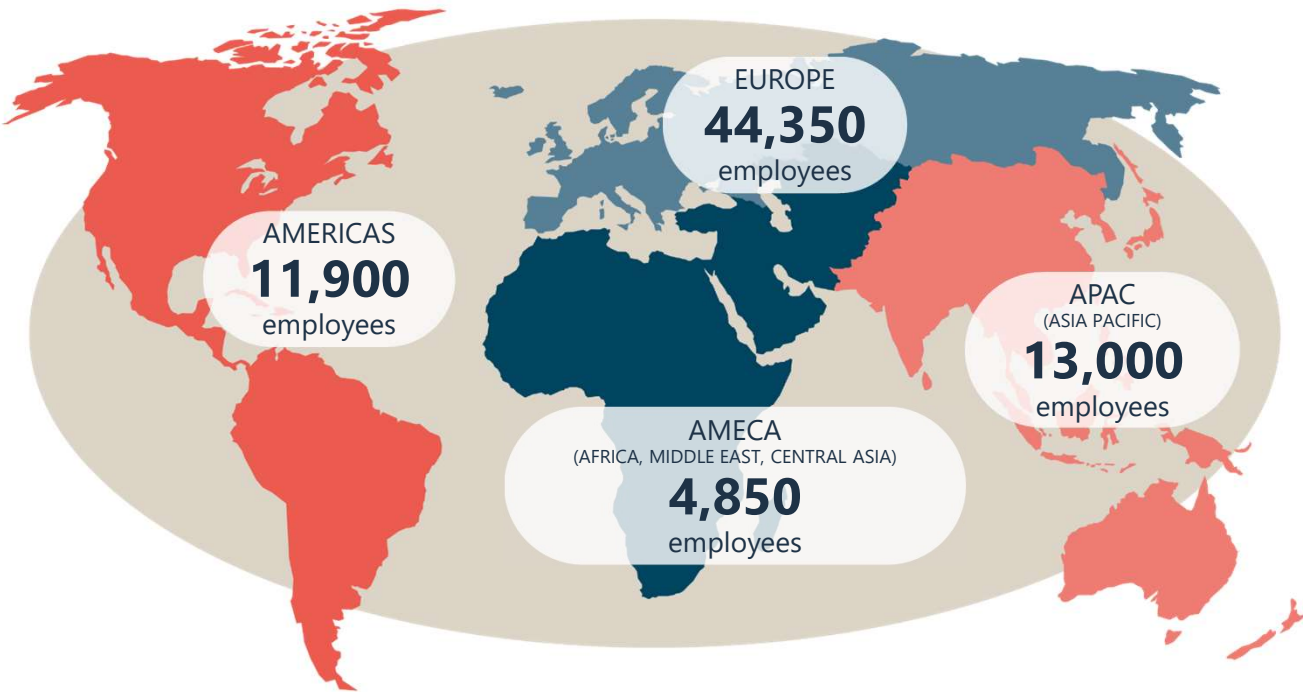 EUROPE
44,350
employees
AMERICAS
11,900
employees
APAC
(ASIA PACIFIC)
13,000
employees
AMECA
(AFRICA, MIDDLE EAST, CENTRAL ASIA)
4,850
employees